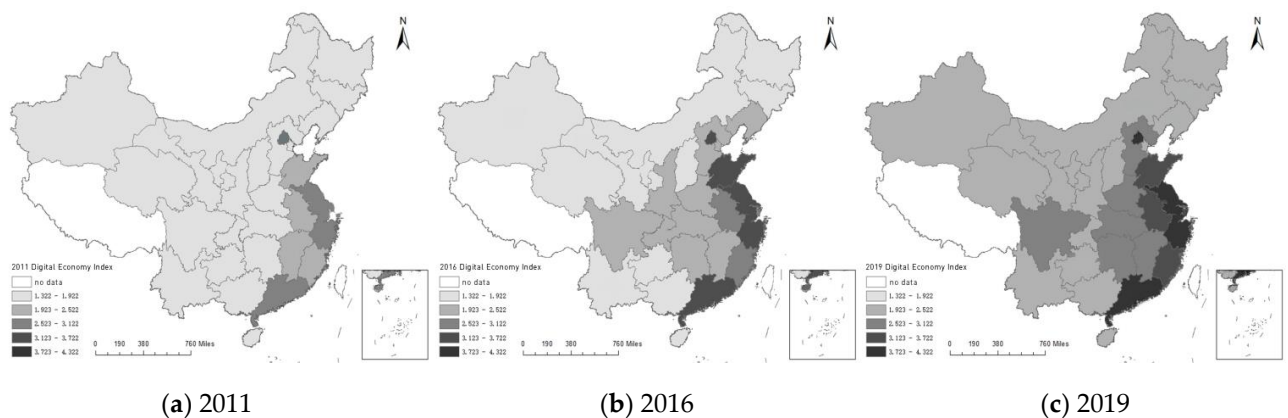 N
2011 Digital Economy Index
no data
1.322 - 1.922
1.923 - 2.522
2.523 - 3.122
3.123 - 3.722
3.723 - 4.322
0 190 380 760 Miles
(a) 2011
N
2016 Digital Economy Index
no data
1.322 - 1.922
1.923 - 2.522
2.523 - 3.122
3.123 - 3.722
3.723 - 4.322
0 190 380 760 Miles
(b) 2016
N
2019 Digital Economy Index
no data
1.322 - 1.922
1.923 - 2.522
2.523 - 3.122
3.123 - 3.722
3.723 - 4.322
0 190 380 760 Miles
(c) 2019